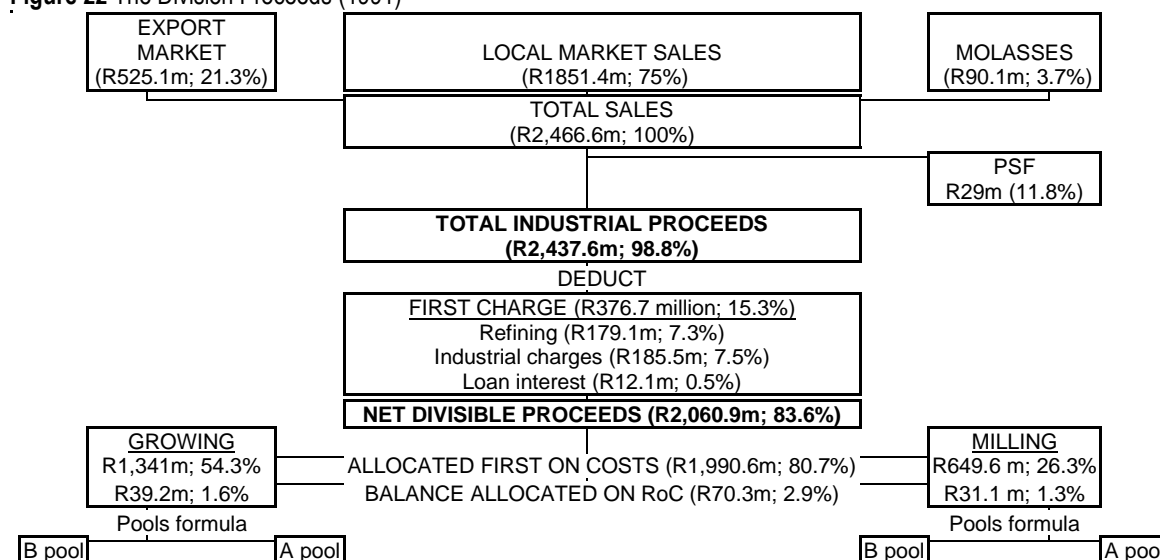 Figure 22 The Division Proceeds (1991)
EXPORT
MARKET
(R525.1m; 21.3%)
LOCAL MARKET SALES
(R1851.4m; 75%)
MOLASSES
(R90.1m; 3.7%)
TOTAL SALES
(R2,466.6m; 100%)
PSF
R29m (11.8%)
TOTAL INDUSTRIAL PROCEEDS
(R2,437.6m; 98.8%)
DEDUCT
FIRST CHARGE (R376.7 million; 15.3%)
Refining (R179.1m; 7.3%)
Industrial charges (R185.5m; 7.5%)
Loan interest (R12.1m; 0.5%)
NET DIVISIBLE PROCEEDS (R2,060.9m; 83.6%)
GROWING
R1,341m; 54.3%
R39.2m; 1.6%
ALLOCATED FIRST ON COSTS (R1,990.6m; 80.7%)
BALANCE ALLOCATED ON RoC (R70.3m; 2.9%)
MILLING
R649.6 m; 26.3%
R31.1 m; 1.3%
Pools formula
Pools formula
B pool
A pool
B pool
A poo